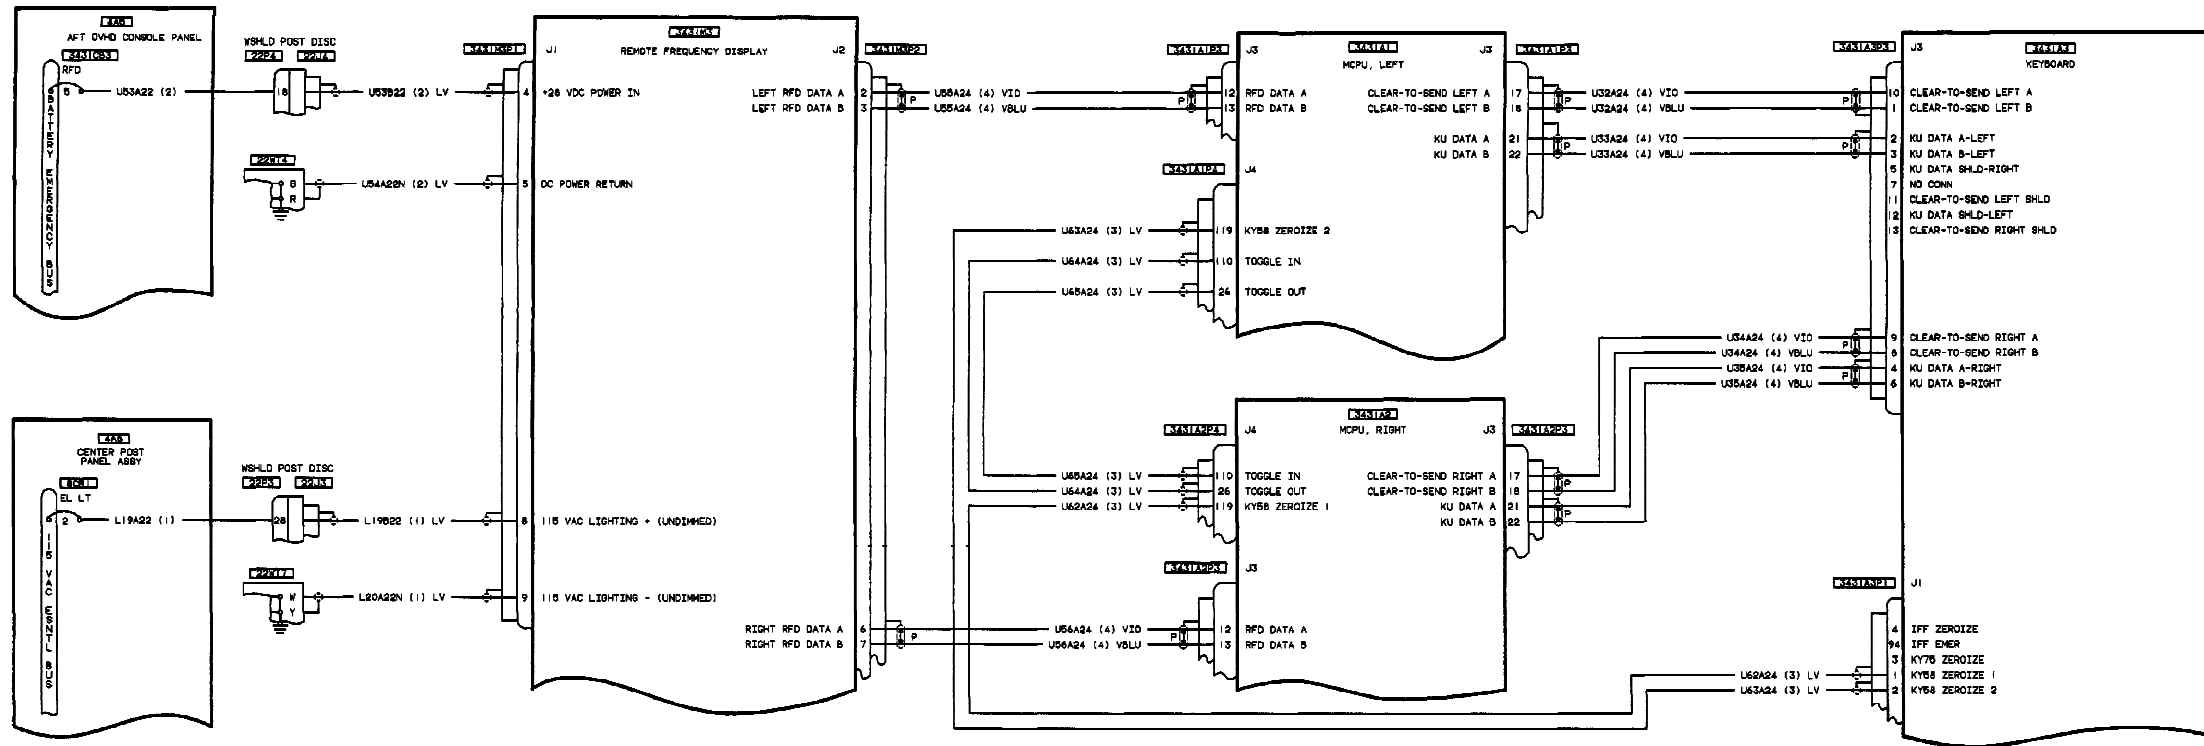 4A5
AFT OVHD CONSOLE PANEL
3431CB3
RFD
5
BATTERY EMERGENCY BUS
U53A22 (2)
WSHLD POST DISC
22P4 22J4
18
U53B22 (2) LV
22WT4
B
R
U54A22N (2) LV
CENTER POST
PANEL ASSY
EL LT
2
115 VAC ESNTL BUS
L19A22 (1)
WSHLD POST DISC
22P3 22J3
28
L19B22 (1) LV
22WT7
W
Y
L20A22N (1) LV
3431M3P1 J1
3431M3
REMOTE FREQUENCY DISPLAY
J2 3431M3P2
4 +28 VDC POWER IN
5 DC POWER RETURN
8 115 VAC LIGHTING + (UNDIMMED)
9 115 VAC LIGHTING - (UNDIMMED)
LEFT RFD DATA A 2
LEFT RFD DATA B 3
P
RIGHT RFD DATA A 6
RIGHT RFD DATA B 7
P
U55A24 (4) VIO
U55A24 (4) VBLU
P
U56A24 (4) VIO
U56A24 (4) VBLU
P
3431A1P3 J3
3431A1
MCPU, LEFT
J3 3431A1P3
12 RFD DATA A
13 RFD DATA B
CLEAR-TO-SEND LEFT A 17
CLEAR-TO-SEND LEFT B 18
KU DATA A 21
KU DATA B 22
3431A1P4 J4
U63A24 (3) LV
119 KY58 ZEROIZE 2
U64A24 (3) LV
110 TOGGLE IN
U65A24 (3) LV
26 TOGGLE OUT
P
U32A24 (4) VIO
U32A24 (4) VBLU
P
P
U33A24 (4) VIO
U33A24 (4) VBLU
P
3431A2P4 J4
3431A2
MCPU, RIGHT
J3 3431A2P3
U65A24 (3) LV
110 TOGGLE IN
U64A24 (3) LV
26 TOGGLE OUT
U62A24 (3) LV
119 KY58 ZEROIZE 1
CLEAR-TO-SEND RIGHT A 17
CLEAR-TO-SEND RIGHT B 18
KU DATA A 21
KU DATA B 22
P
P
3431A2P3 J3
12 RFD DATA A
13 RFD DATA B
U34A24 (4) VIO
U34A24 (4) VBLU
U35A24 (4) VIO
U35A24 (4) VBLU
P
P
3431A3P3 J3
3431A3
KEYBOARD
10 CLEAR-TO-SEND LEFT A
1 CLEAR-TO-SEND LEFT B
2 KU DATA A-LEFT
3 KU DATA B-LEFT
5 KU DATA SHLD-RIGHT
7 NO CONN
11 CLEAR-TO-SEND LEFT SHLD
12 KU DATA SHLD-LEFT
13 CLEAR-TO-SEND RIGHT SHLD
9 CLEAR-TO-SEND RIGHT A
8 CLEAR-TO-SEND RIGHT B
4 KU DATA A-RIGHT
6 KU DATA B-RIGHT
3431A3P1 J1
4 IFF ZEROIZE
94 IFF EMER
3 KY75 ZEROIZE
1 KY58 ZEROIZE 1
2 KY58 ZEROIZE 2
U62A24 (3) LV
U63A24 (3) LV